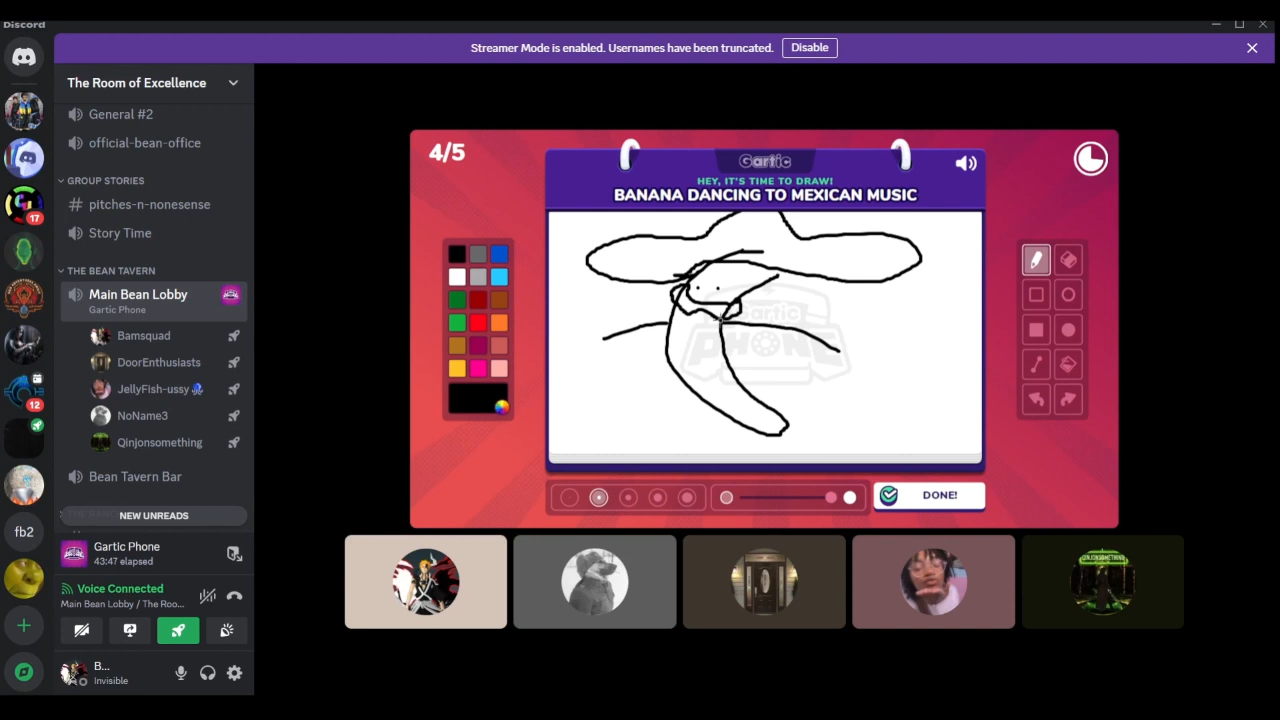 Discord
Streamer Mode is enabled. Usernames have been truncated.
Disable
The Room of Excellence
General #2
official-bean-office
GROUP STORIES
pitches-n-nonesense
Story Time
THE BEAN TAVERN
Main Bean Lobby
Gartic Phone
Bamsquad
DoorEnthusiasts
JellyFish-ussy
NoName3
Qinjonsomething
Bean Tavern Bar
NEW UNREADS
Gartic Phone
43:47 elapsed
Voice Connected
Main Bean Lobby / The Roo...
B...
Invisible
17
12
fb2
4/5
Gartic
HEY, IT'S TIME TO DRAW!
BANANA DANCING TO MEXICAN MUSIC
Gartic
PHONE
DONE!
QINJONSOMETHING